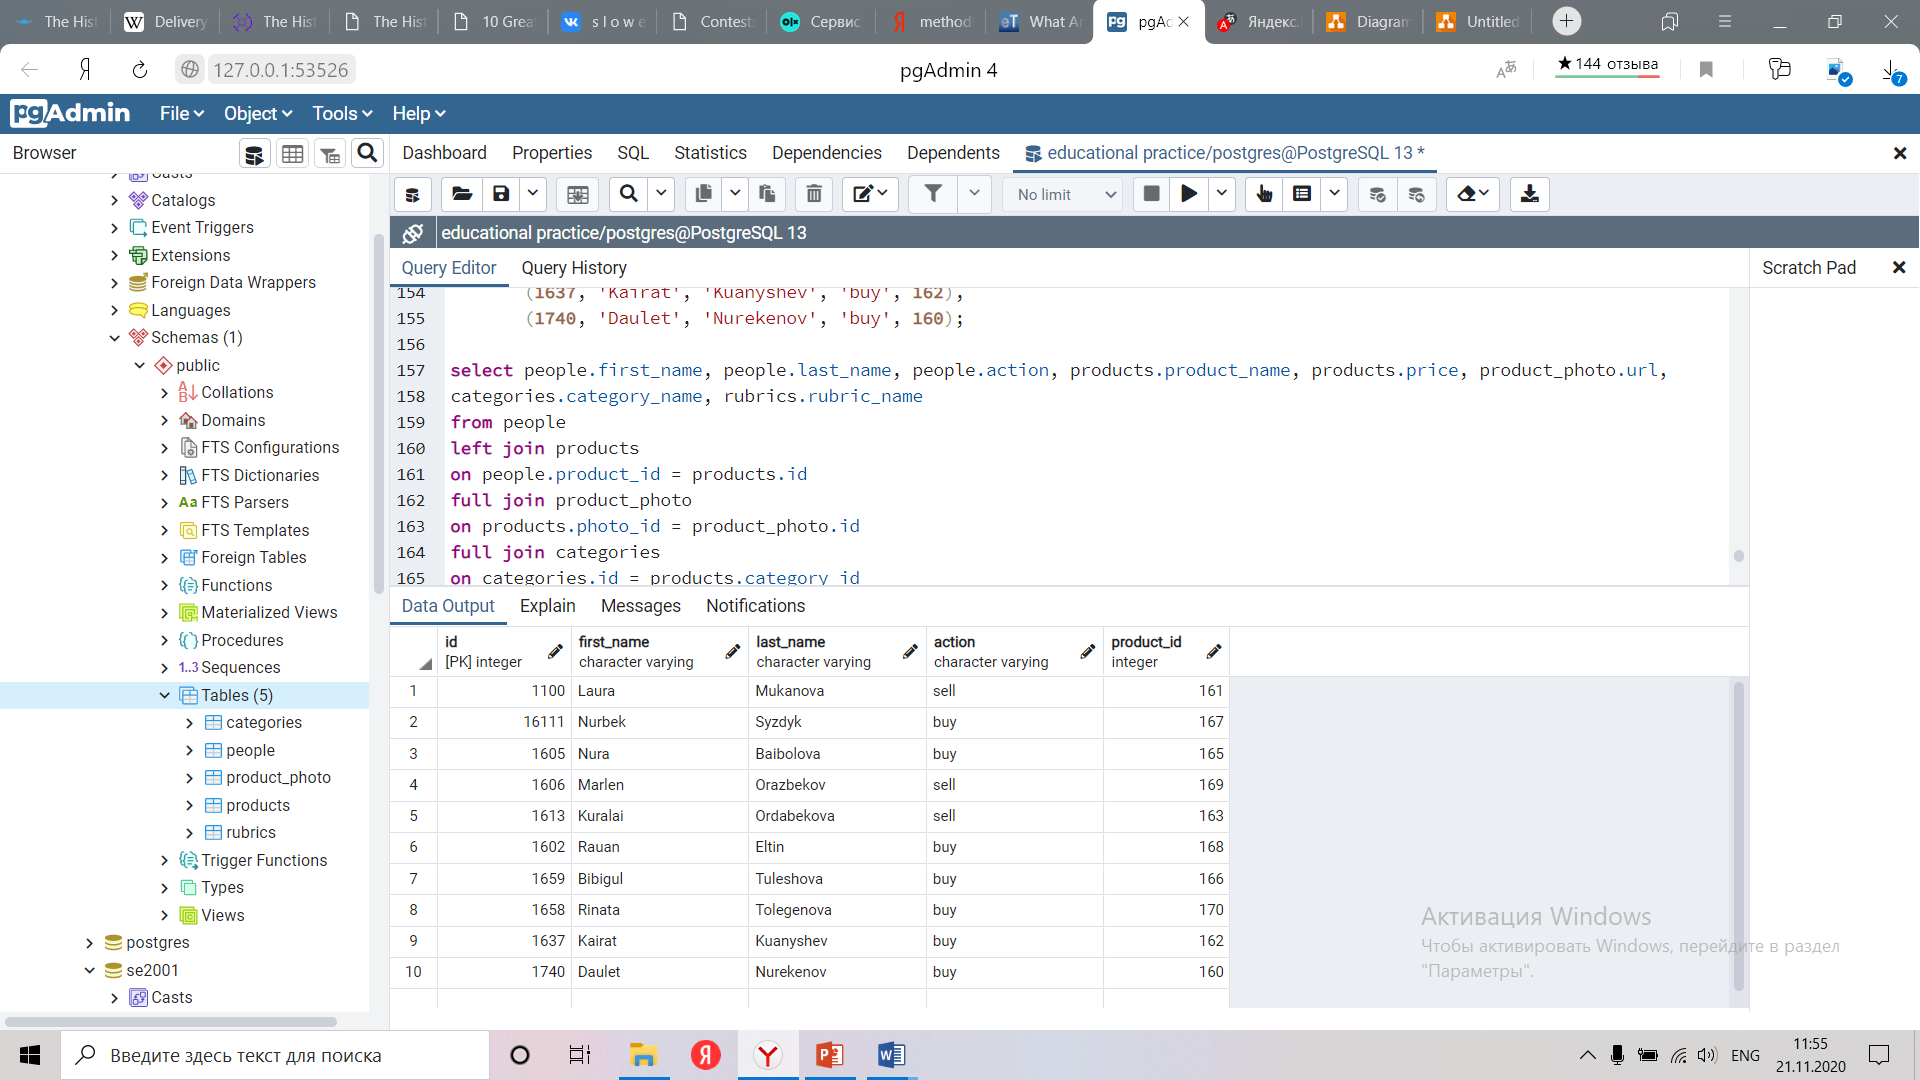 The Hist Delivery The Hist The Hist 10 Great s l o w e Contest Сервис method. What Ar pgAd Яндекс. Diagram Untitled
127.0.0.1:53526 pgAdmin 4 ★144 отзыва 7
pgAdmin File Object Tools Help
Browser
Dashboard Properties SQL Statistics Dependencies Dependents educational practice/postgres@PostgreSQL 13 *
No limit
educational practice/postgres@PostgreSQL 13
Query Editor Query History Scratch Pad
Casts
Catalogs
Event Triggers
Extensions
Foreign Data Wrappers
Languages
Schemas (1)
public
Collations
Domains
FTS Configurations
FTS Dictionaries
Aa FTS Parsers
FTS Templates
Foreign Tables
Functions
Materialized Views
Procedures
1..3 Sequences
Tables (5)
categories
people
product_photo
products
rubrics
Trigger Functions
Types
Views
postgres
se2001
Casts
154 (1637, 'Kairat', 'Kuanyshev', 'buy', 162),
155 (1740, 'Daulet', 'Nurekenov', 'buy', 160);
156
157 select people.first_name, people.last_name, people.action, products.product_name, products.price, product_photo.url,
158 categories.category_name, rubrics.rubric_name
159 from people
160 left join products
161 on people.product_id = products.id
162 full join product_photo
163 on products.photo_id = product_photo.id
164 full join categories
165 on categories.id = products.category_id
Data Output Explain Messages Notifications
id first_name last_name action product_id
[PK] integer character varying character varying character varying integer
1 1100 Laura Mukanova sell 161
2 16111 Nurbek Syzdyk buy 167
3 1605 Nura Baibolova buy 165
4 1606 Marlen Orazbekov sell 169
5 1613 Kuralai Ordabekova sell 163
6 1602 Rauan Eltin buy 168
7 1659 Bibigul Tuleshova buy 166
8 1658 Rinata Tolegenova buy 170
9 1637 Kairat Kuanyshev buy 162
10 1740 Daulet Nurekenov buy 160
Активация Windows
Чтобы активировать Windows, перейдите в раздел
"Параметры".
Введите здесь текст для поиска
ENG
11:55
21.11.2020